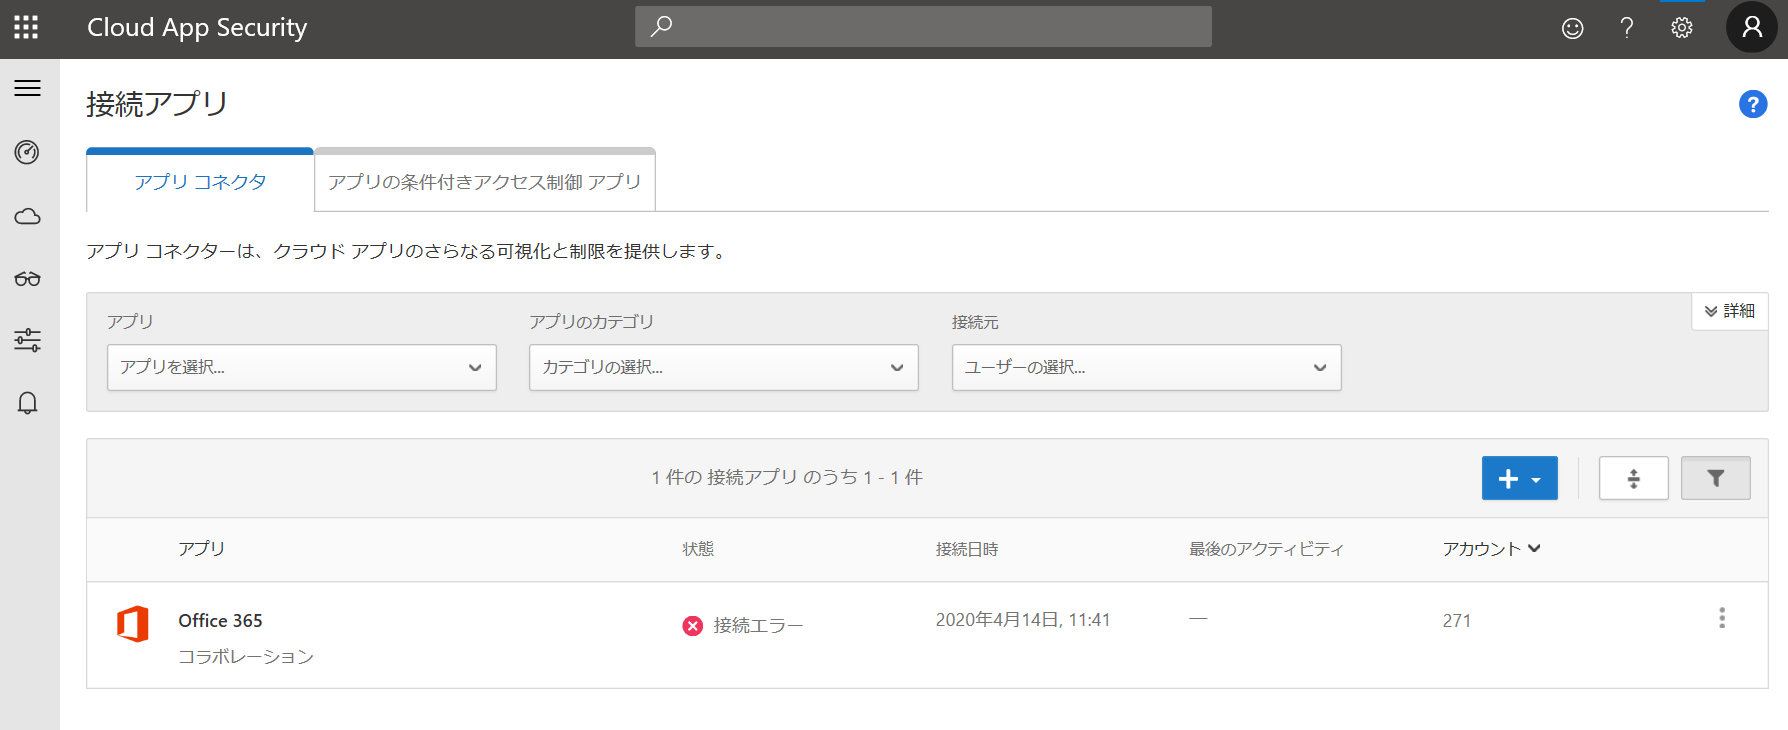 Cloud App Security
接続アプリ
アプリ コネクタ
アプリの条件付きアクセス制御 アプリ
アプリ コネクターは、クラウド アプリのさらなる可視化と制限を提供します。
アプリ アプリのカテゴリ 接続元 詳細
アプリを選択... カテゴリの選択... ユーザーの選択...
1 件の 接続アプリ のうち 1 - 1 件
アプリ 状態 接続日時 最後のアクティビティ アカウント
Office 365 接続エラー 2020年4月14日, 11:41 — 271
コラボレーション